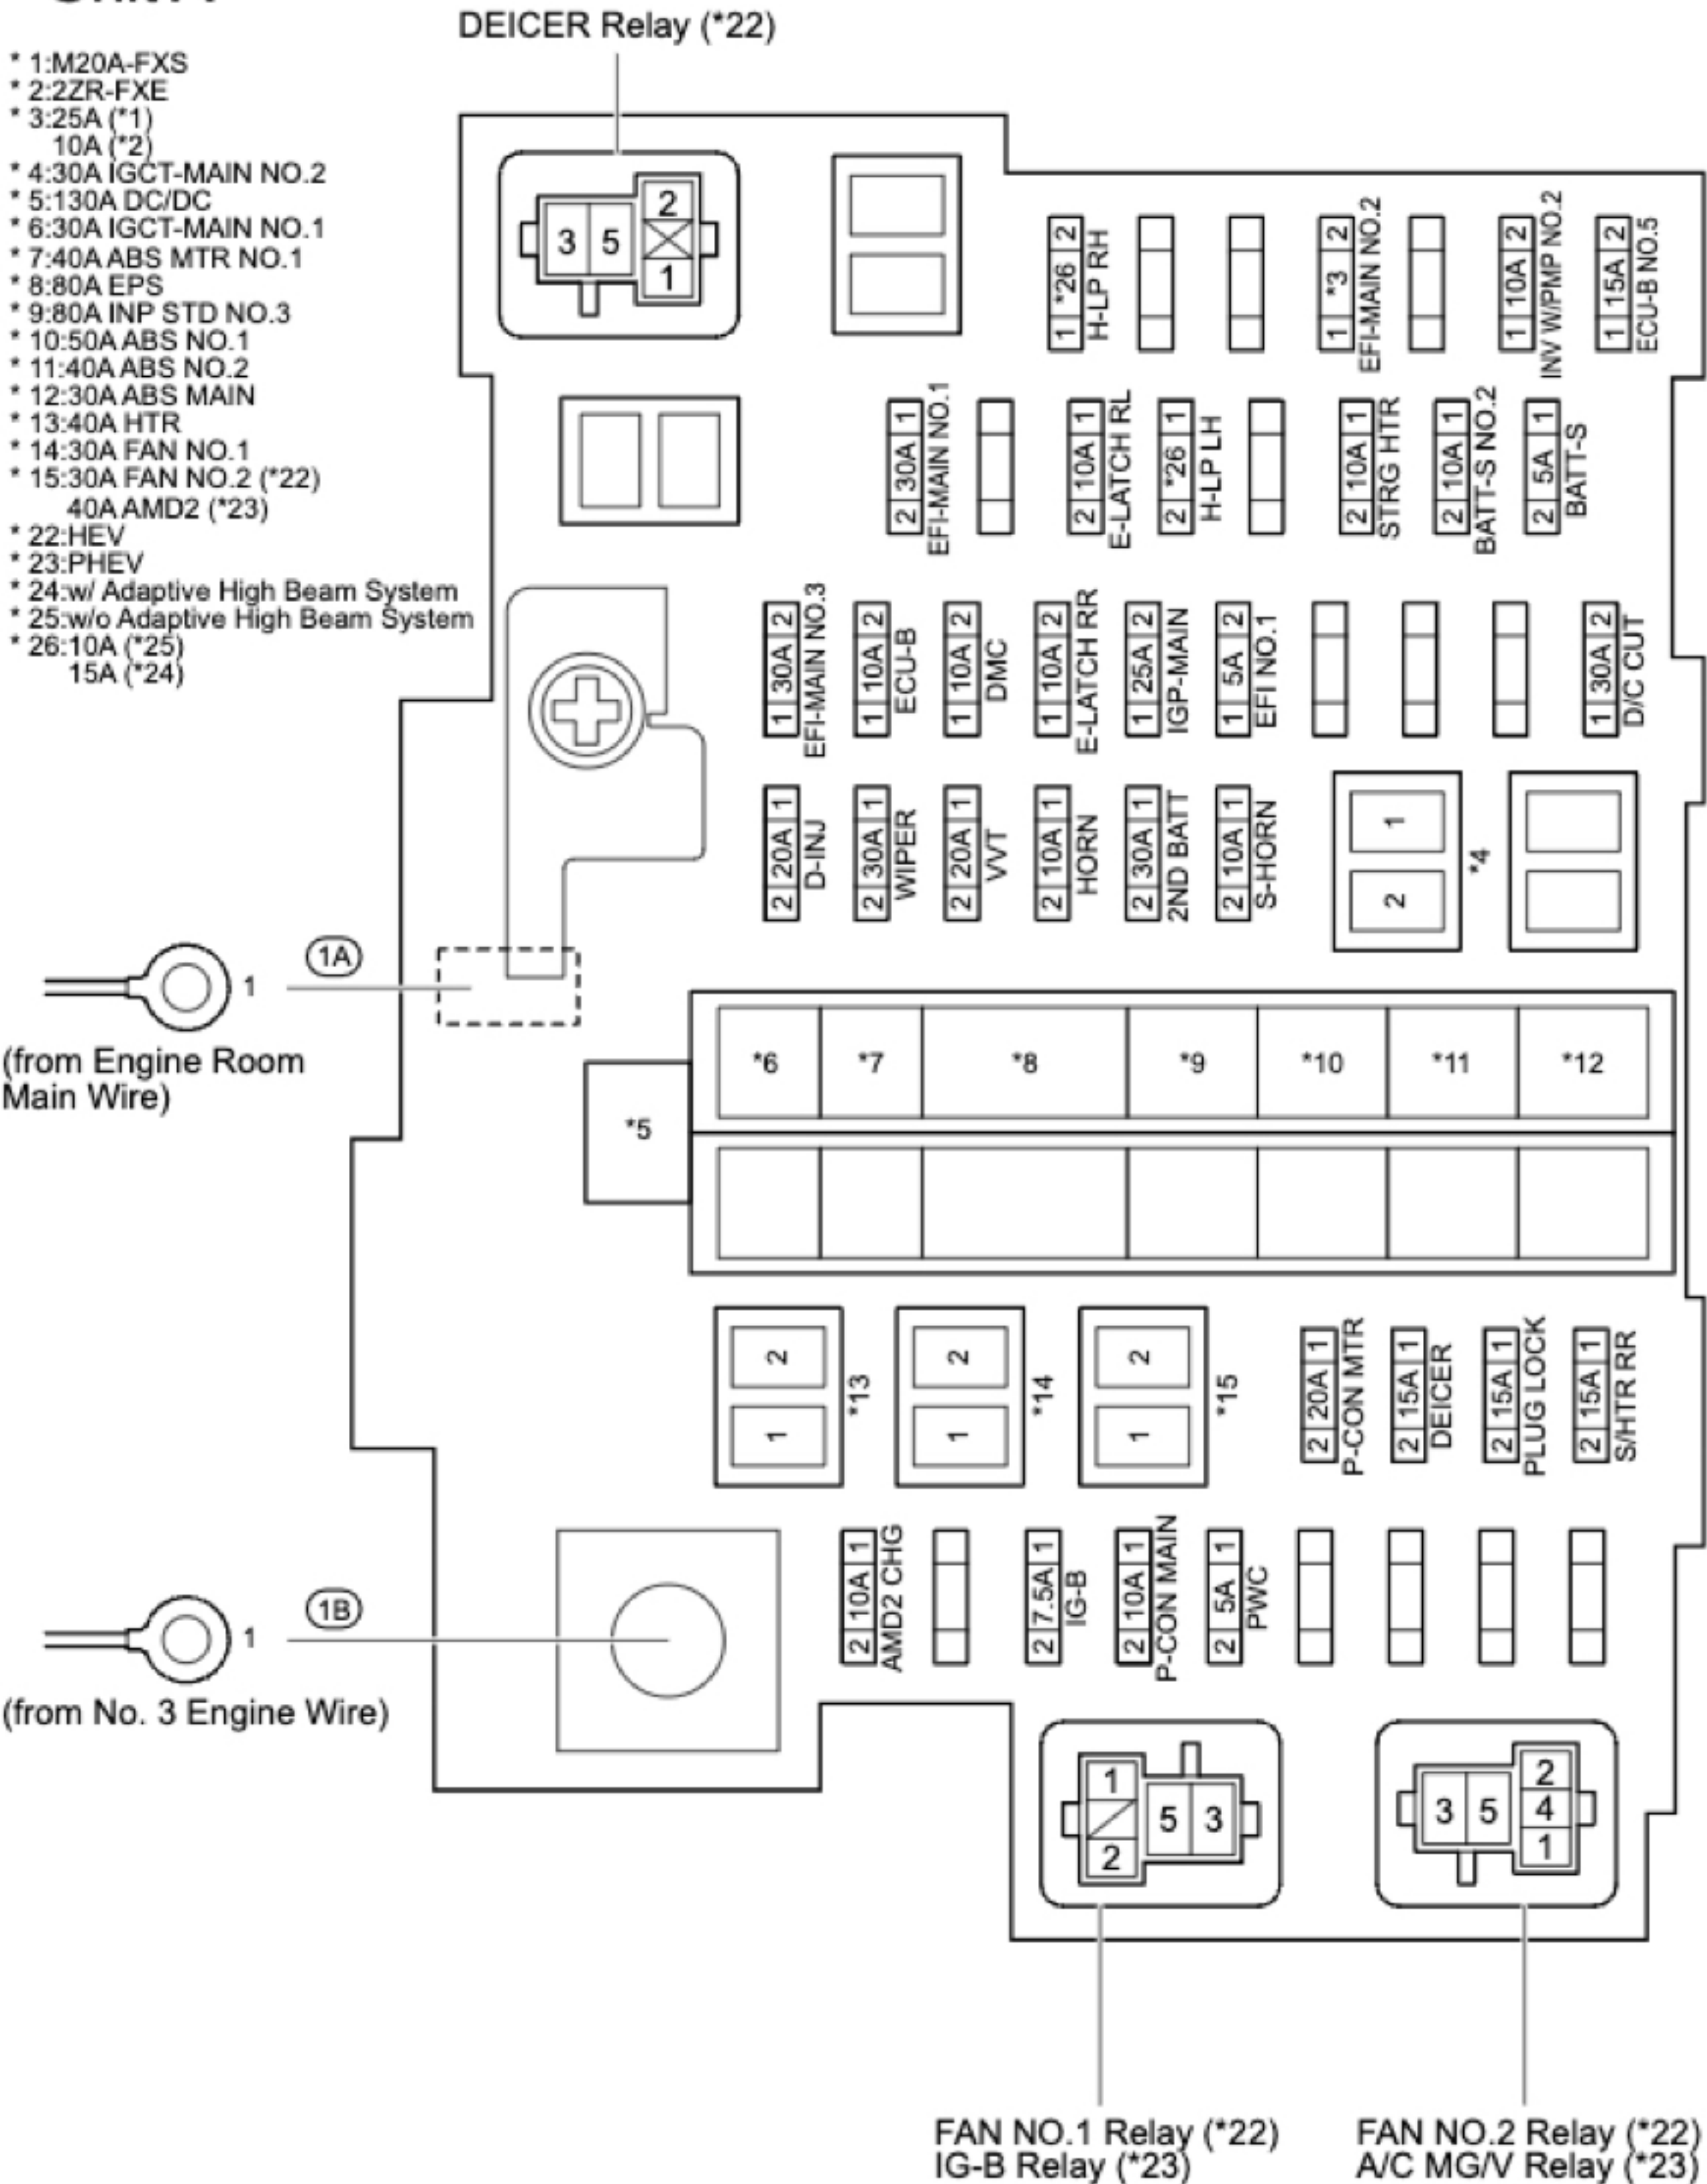 DEICER Relay (*22)
* 1:M20A-FXS
* 2:2ZR-FXE
* 3:25A (*1)
10A (*2)
* 4:30A IGCT-MAIN NO.2
* 5:130A DC/DC
* 6:30A IGCT-MAIN NO.1
* 7:40A ABS MTR NO.1
* 8:80A EPS
* 9:80A INP STD NO.3
* 10:50A ABS NO.1
* 11:40A ABS NO.2
* 12:30A ABS MAIN
* 13:40A HTR
* 14:30A FAN NO.1
* 15:30A FAN NO.2 (*22)
40A AMD2 (*23)
* 22:HEV
* 23:PHEV
* 24:w/ Adaptive High Beam System
* 25:w/o Adaptive High Beam System
* 26:10A (*25)
15A (*24)
3 5 2 1
1 *26 2
H-LP RH
1 *3 2
EFI-MAIN NO.2
1 10A 2
INV W/PMP NO.2
1 15A 2
ECU-B NO.5
2 30A 1
EFI-MAIN NO.1
2 10A 1
E-LATCH RL
2 *26 1
H-LP LH
2 10A 1
STRG HTR
2 10A 1
BATT-S NO.2
2 5A 1
BATT-S
1 30A 2
EFI-MAIN NO.3
1 10A 2
ECU-B
1 10A 2
DMC
1 10A 2
E-LATCH RR
1 25A 2
IGP-MAIN
1 5A 2
EFI NO.1
1 30A 2
D/C CUT
2 20A 1
D-INJ
2 30A 1
WIPER
2 20A 1
VVT
2 10A 1
HORN
2 30A 1
2ND BATT
2 10A 1
S-HORN
1
2
*4
1A
1
(from Engine Room
Main Wire)
*5
*6 *7 *8 *9 *10 *11 *12
2
1
*13
2
1
*14
2
1
*15
2 20A 1
P-CON MTR
2 15A 1
DEICER
2 15A 1
PLUG LOCK
2 15A 1
S/HTR RR
2 10A 1
AMD2 CHG
2 7.5A 1
IG-B
2 10A 1
P-CON MAIN
2 5A 1
PWC
1B
1
(from No. 3 Engine Wire)
1 2 5 3
3 5 2 4 1
FAN NO.1 Relay (*22)
IG-B Relay (*23)
FAN NO.2 Relay (*22)
A/C MG/V Relay (*23)